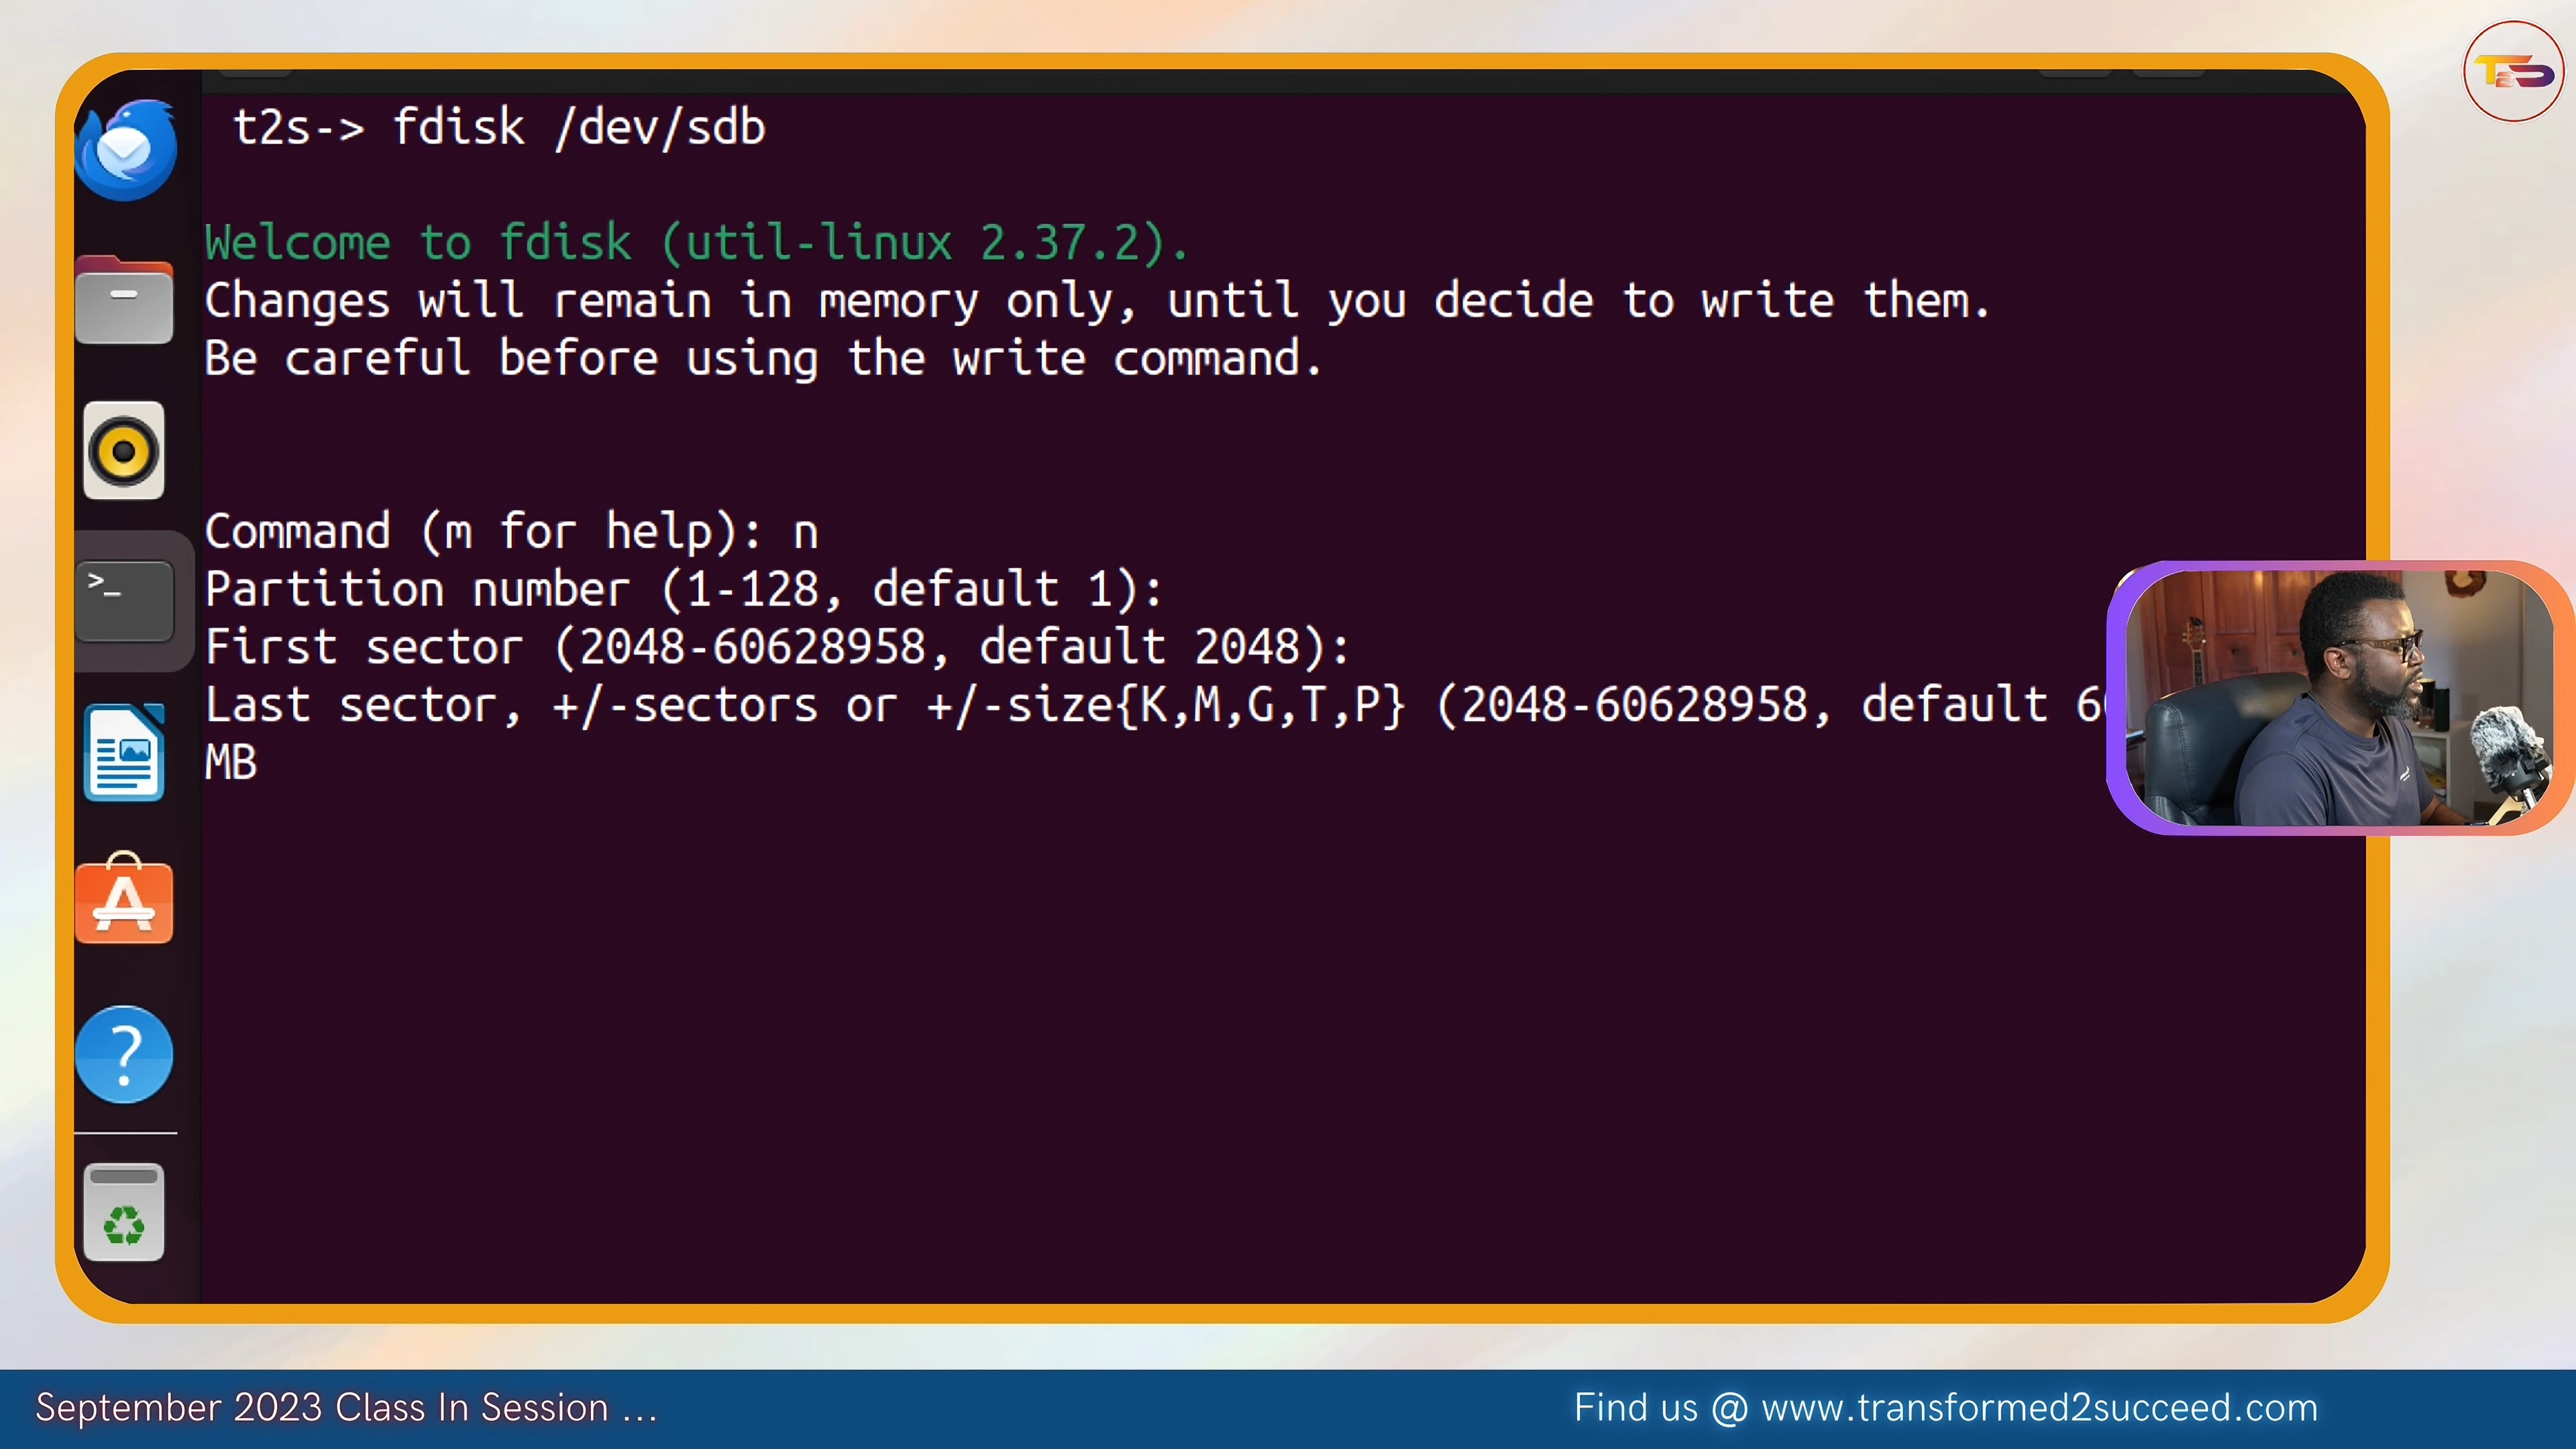 t2s-> fdisk /dev/sdb
Welcome to fdisk (util-linux 2.37.2).
Changes will remain in memory only, until you decide to write them.
Be careful before using the write command.
Command (m for help): n
Partition number (1-128, default 1):
First sector (2048-60628958, default 2048):
Last sector, +/-sectors or +/-size{K,M,G,T,P} (2048-60628958, default
MB
T2S
September 2023 Class In Session ...
Find us @ www.transformed2succeed.com